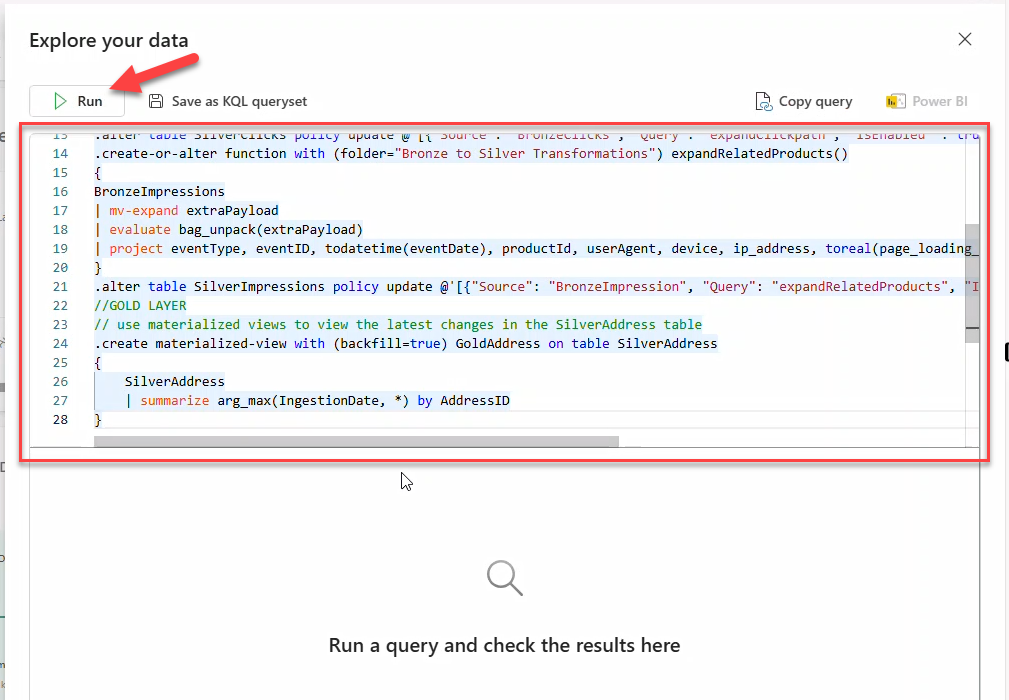 Explore your data
Run
Save as KQL queryset
Copy query
Power BI
13 .alter table SilverClicks policy update @'[{"Source": "BronzeClicks", "Query": "expandClickpath", "IsEnabled": tru
14 .create-or-alter function with (folder="Bronze to Silver Transformations") expandRelatedProducts()
15 {
16 BronzeImpressions
17 | mv-expand extraPayload
18 | evaluate bag_unpack(extraPayload)
19 | project eventType, eventID, todatetime(eventDate), productId, userAgent, device, ip_address, toreal(page_loading_
20 }
21 .alter table SilverImpressions policy update @'[{"Source": "BronzeImpression", "Query": "expandRelatedProducts", "I
22 //GOLD LAYER
23 // use materialized views to view the latest changes in the SilverAddress table
24 .create materialized-view with (backfill=true) GoldAddress on table SilverAddress
25 {
26 SilverAddress
27 | summarize arg_max(IngestionDate, *) by AddressID
28 }
Run a query and check the results here